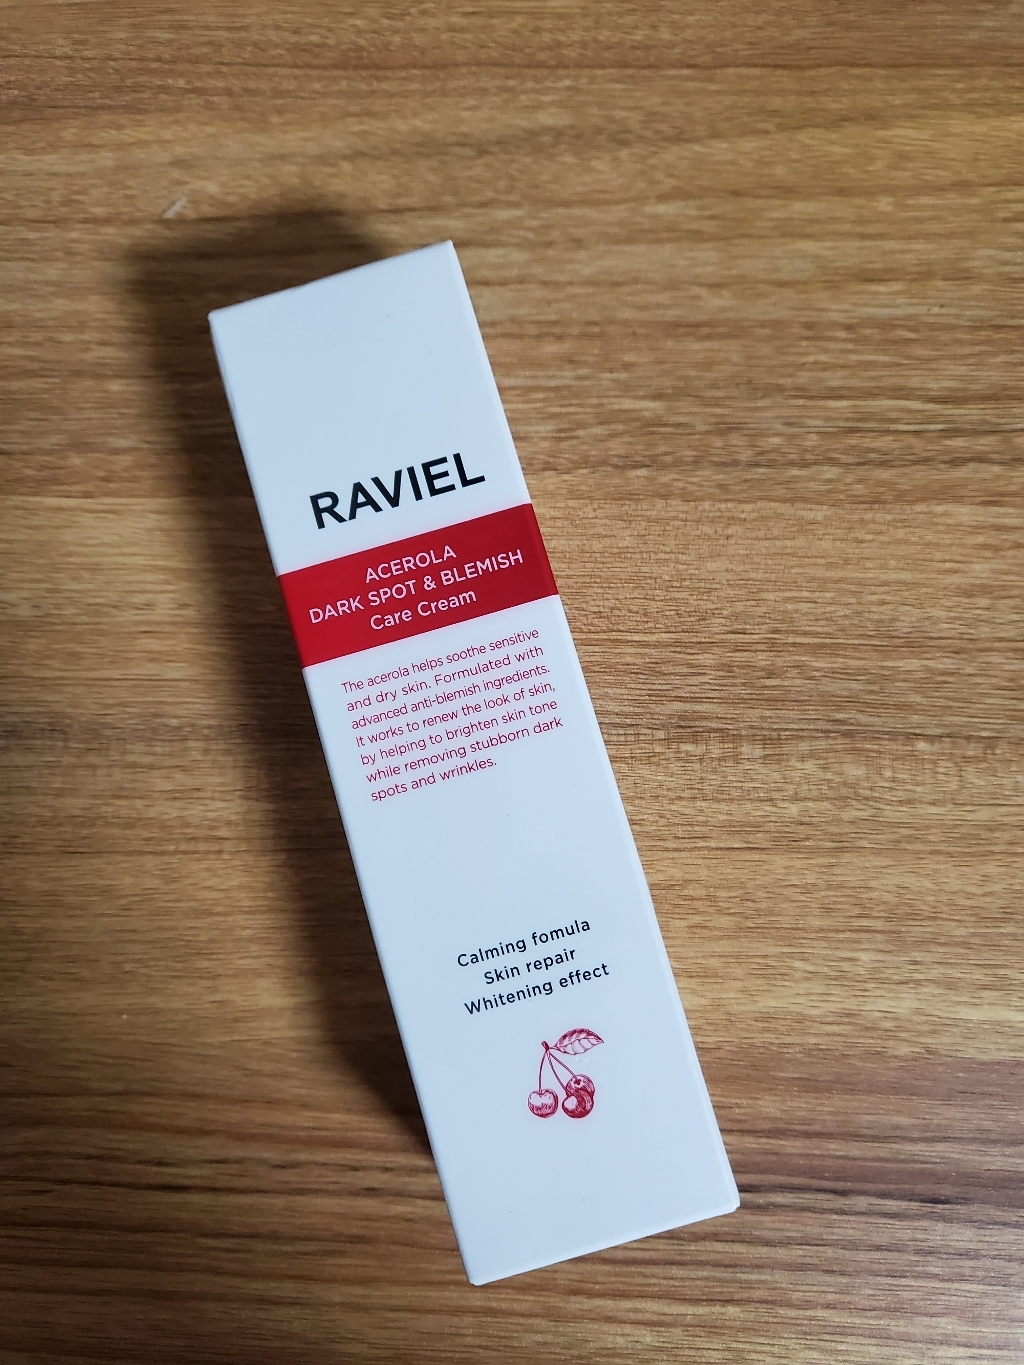 RAVIEL
ACEROLA
DARK SPOT & BLEMISH
Care Cream
The acerola helps soothe sensitive
and dry skin. Formulated with
advanced anti-blemish ingredients.
It works to renew the look of skin,
by helping to brighten skin tone
while removing stubborn dark
spots and wrinkles.
Calming fomula
Skin repair
Whitening effect